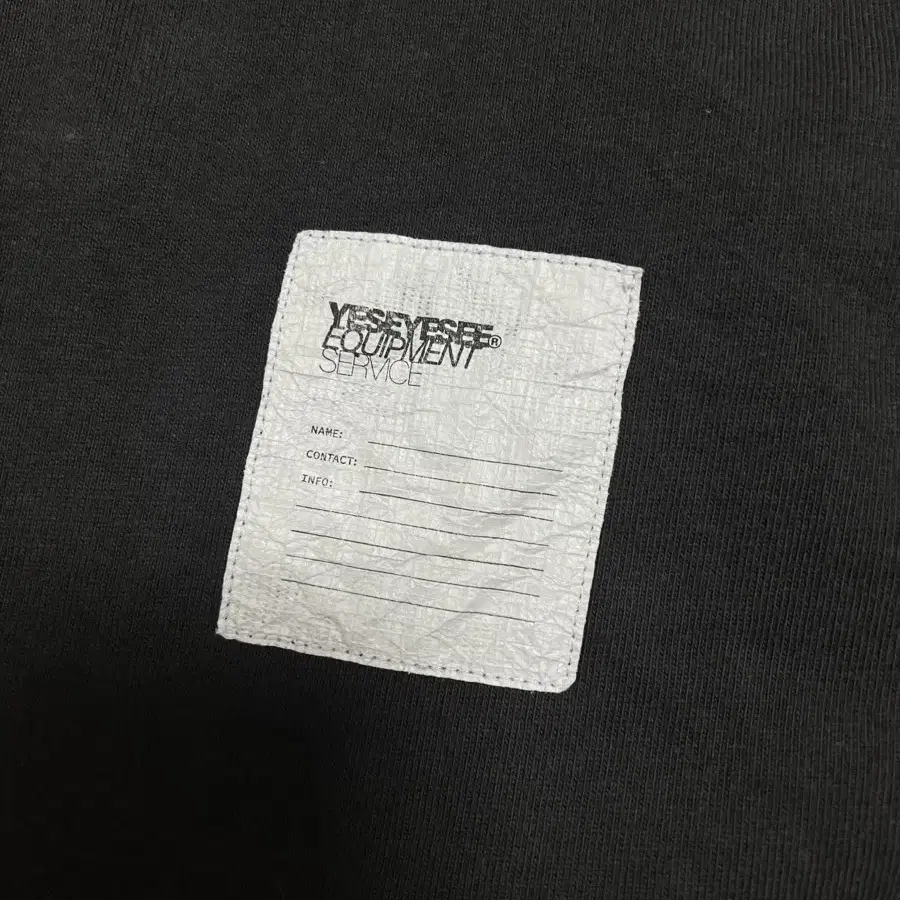 YESEYESEE®
EQUIPMENT
SERVICE
NAME:
CONTACT:
INFO: